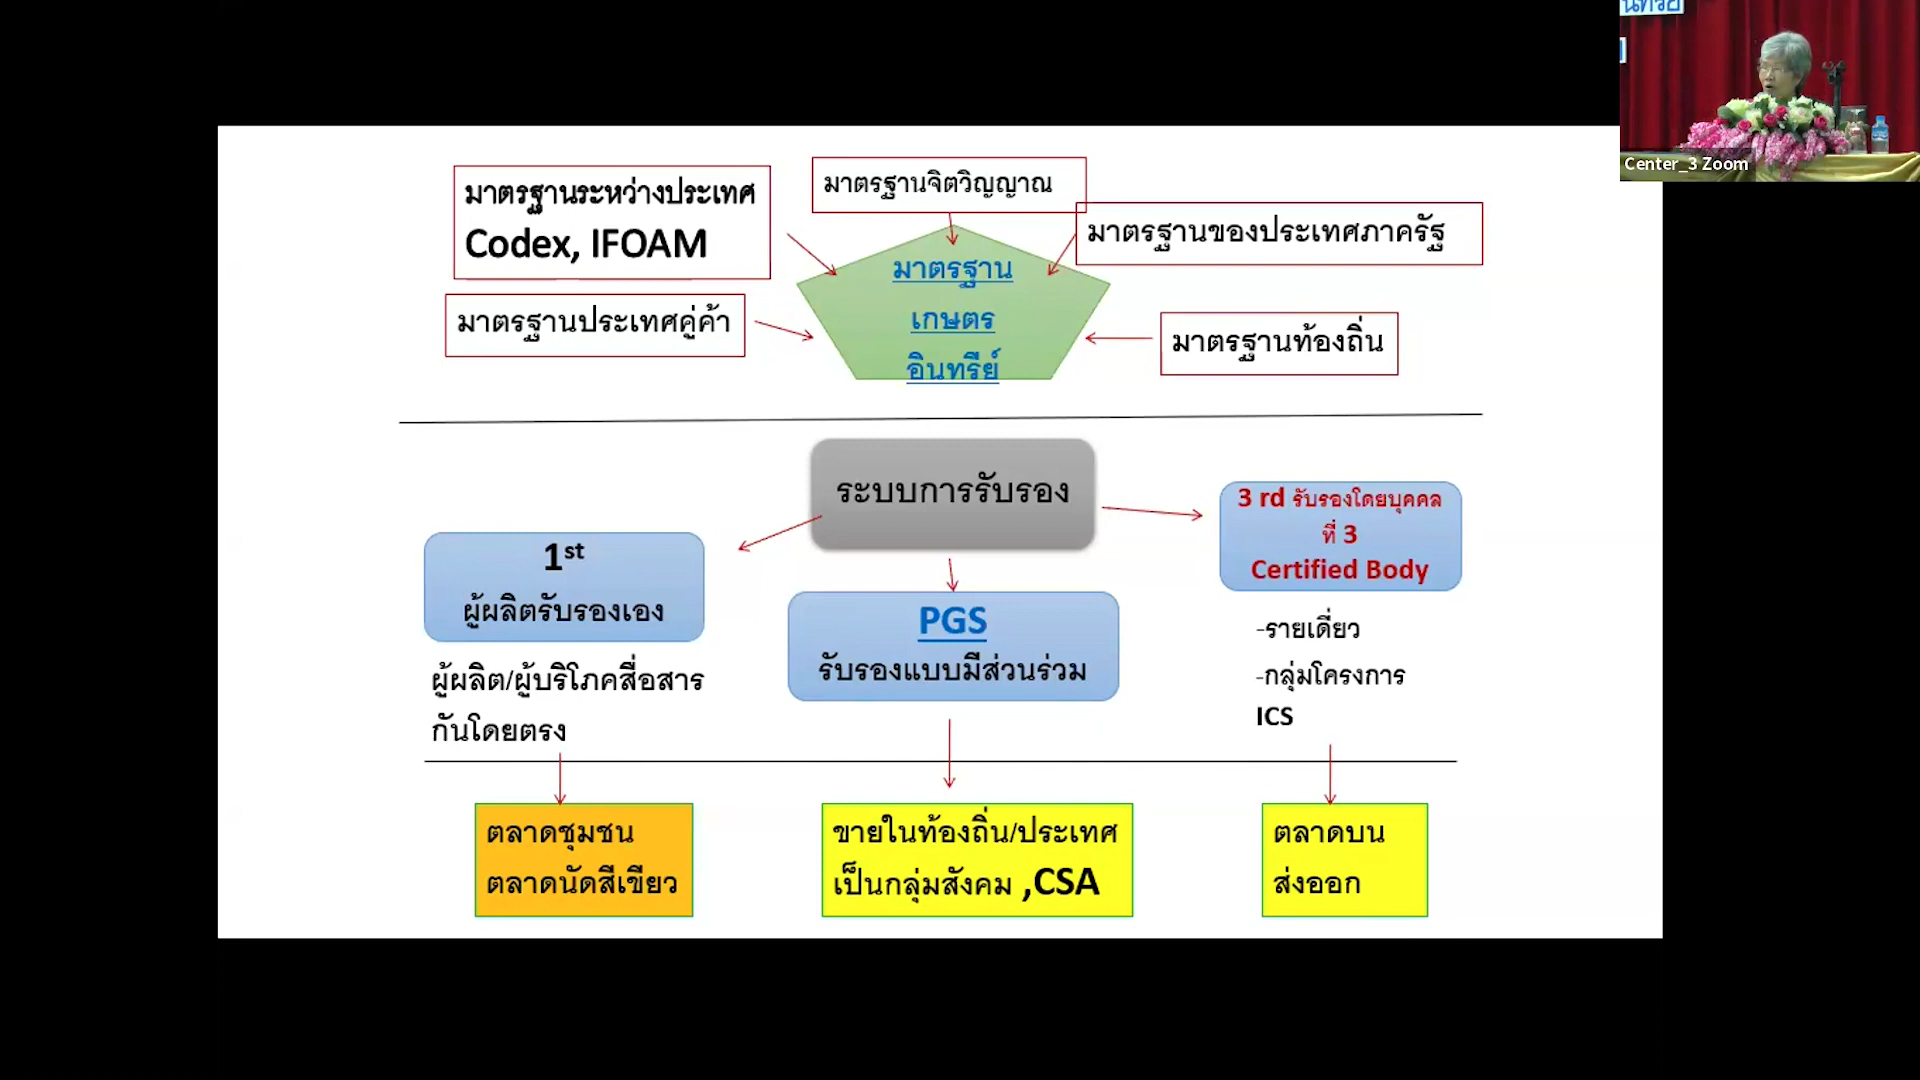 มาตรฐานระหว่างประเทศ
Codex, IFOAM
มาตรฐานจิตวิญญาณ
มาตรฐานของประเทศภาครัฐ
มาตรฐานประเทศคู่ค้า
มาตรฐาน
เกษตร
อินทรีย์
มาตรฐานท้องถิ่น
ระบบการรับรอง
1st
ผู้ผลิตรับรองเอง
ผู้ผลิต/ผู้บริโภคสื่อสาร
กันโดยตรง
PGS
รับรองแบบมีส่วนร่วม
3 rd รับรองโดยบุคคล
ที่ 3
Certified Body
-รายเดี่ยว
-กลุ่มโครงการ
ICS
ตลาดชุมชน
ตลาดนัดสีเขียว
ขายในท้องถิ่น/ประเทศ
เป็นกลุ่มสังคม ,CSA
ตลาดบน
ส่งออก
Center_3 Zoom